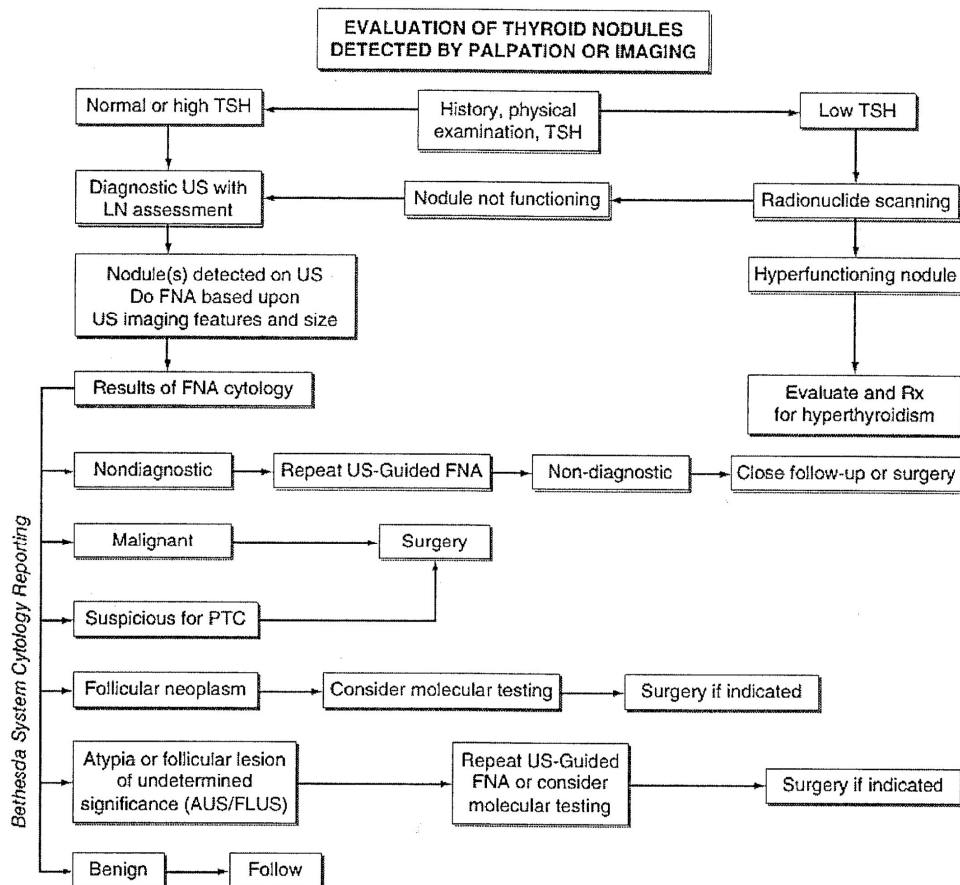 EVALUATION OF THYROID NODULES
DETECTED BY PALPATION OR IMAGING
Normal or high TSH
History, physical
examination, TSH
Low TSH
Diagnostic US with
LN assessment
Nodule not functioning
Radionuclide scanning
Nodule(s) detected on US
Do FNA based upon
US imaging features and size
Hyperfunctioning nodule
Results of FNA cytology
Evaluate and Rx
for hyperthyroidism
Bethesda System Cytology Reporting
Nondiagnostic
Repeat US-Guided FNA
Non-diagnostic
Close follow-up or surgery
Malignant
Surgery
Suspicious for PTC
Follicular neoplasm
Consider molecular testing
Surgery if indicated
Atypia or follicular lesion
of undetermined
significance (AUS/FLUS)
Repeat US-Guided
FNA or consider
molecular testing
Surgery if indicated
Benign
Follow